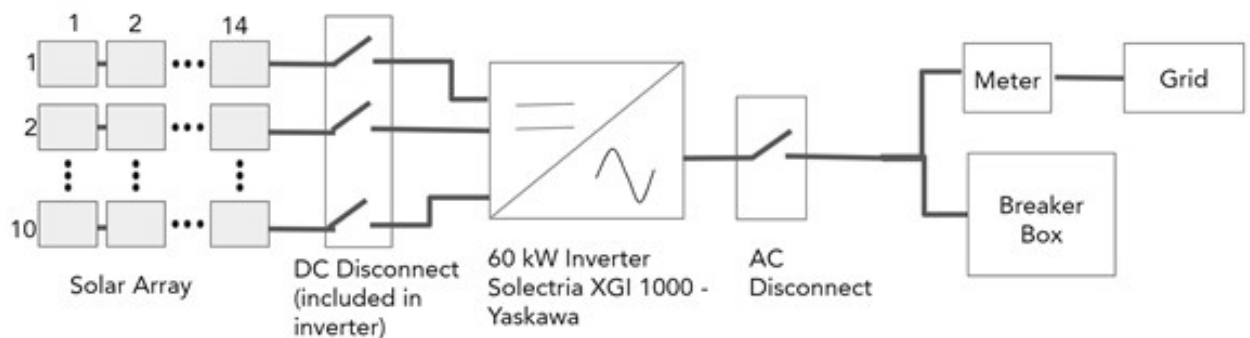 1 2 14
1
2
10
Solar Array
DC Disconnect
(included in
inverter)
60 kW Inverter
Solectria XGI 1000 -
Yaskawa
AC
Disconnect
Meter
Grid
Breaker
Box